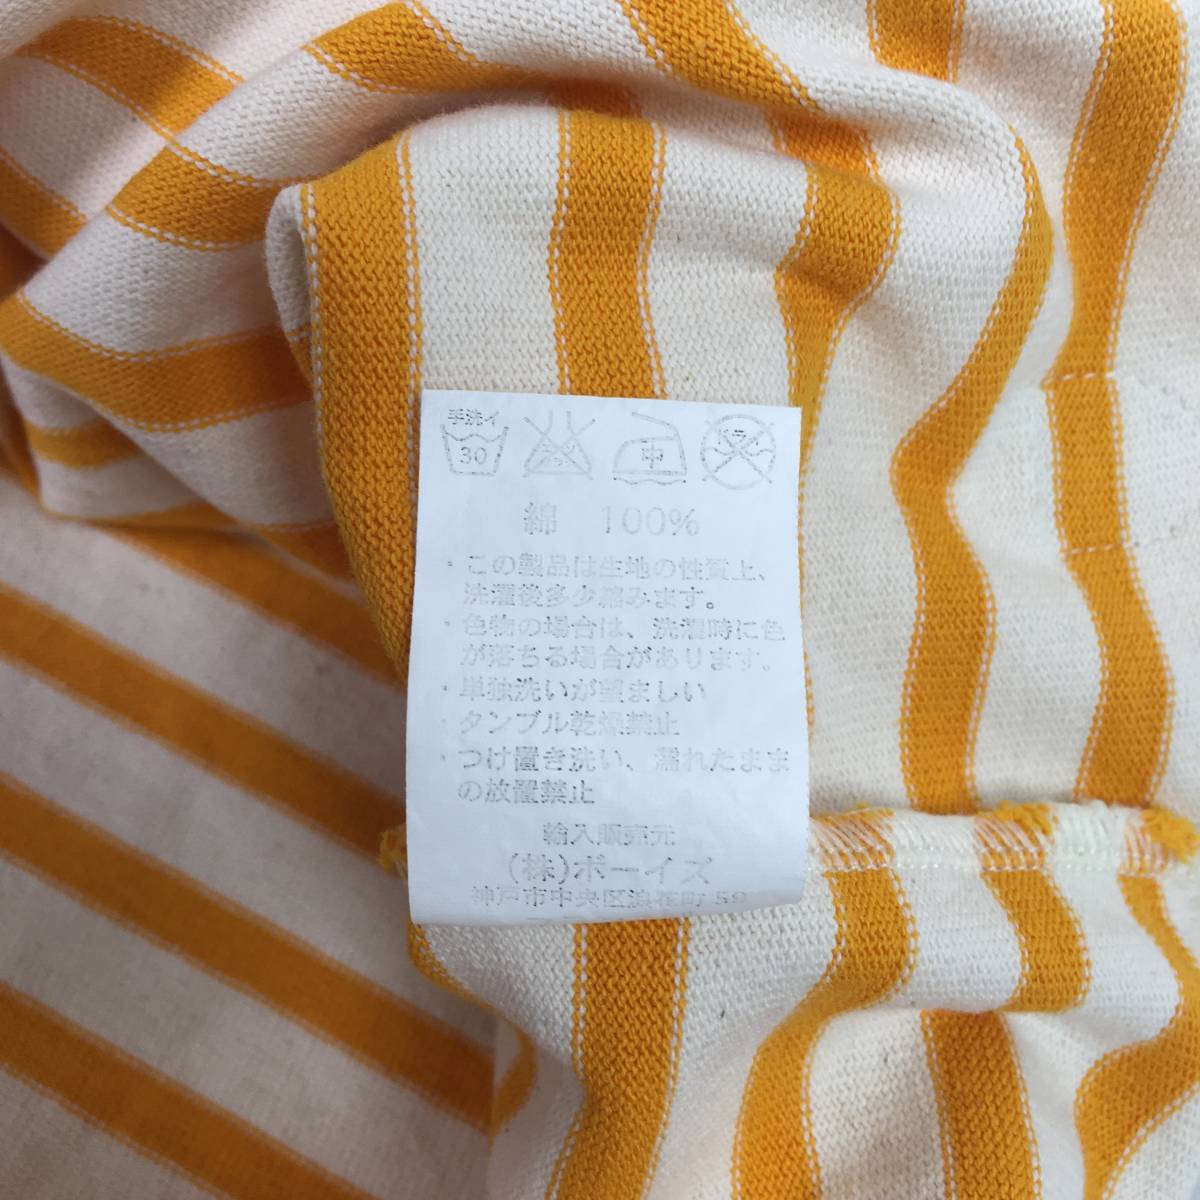 手洗イ
30
中
ドライ
綿 100%
・この製品は生地の性質上、
洗濯後多少縮みます。
・色物の場合は、洗濯時に色
が落ちる場合があります。
・単独洗いが望ましい
・タンブル乾燥禁止
・つけ置き洗い、濡れたまま
の放置禁止
輸入販売元
(株)ボーイズ
神戸市中央区浪花町 59